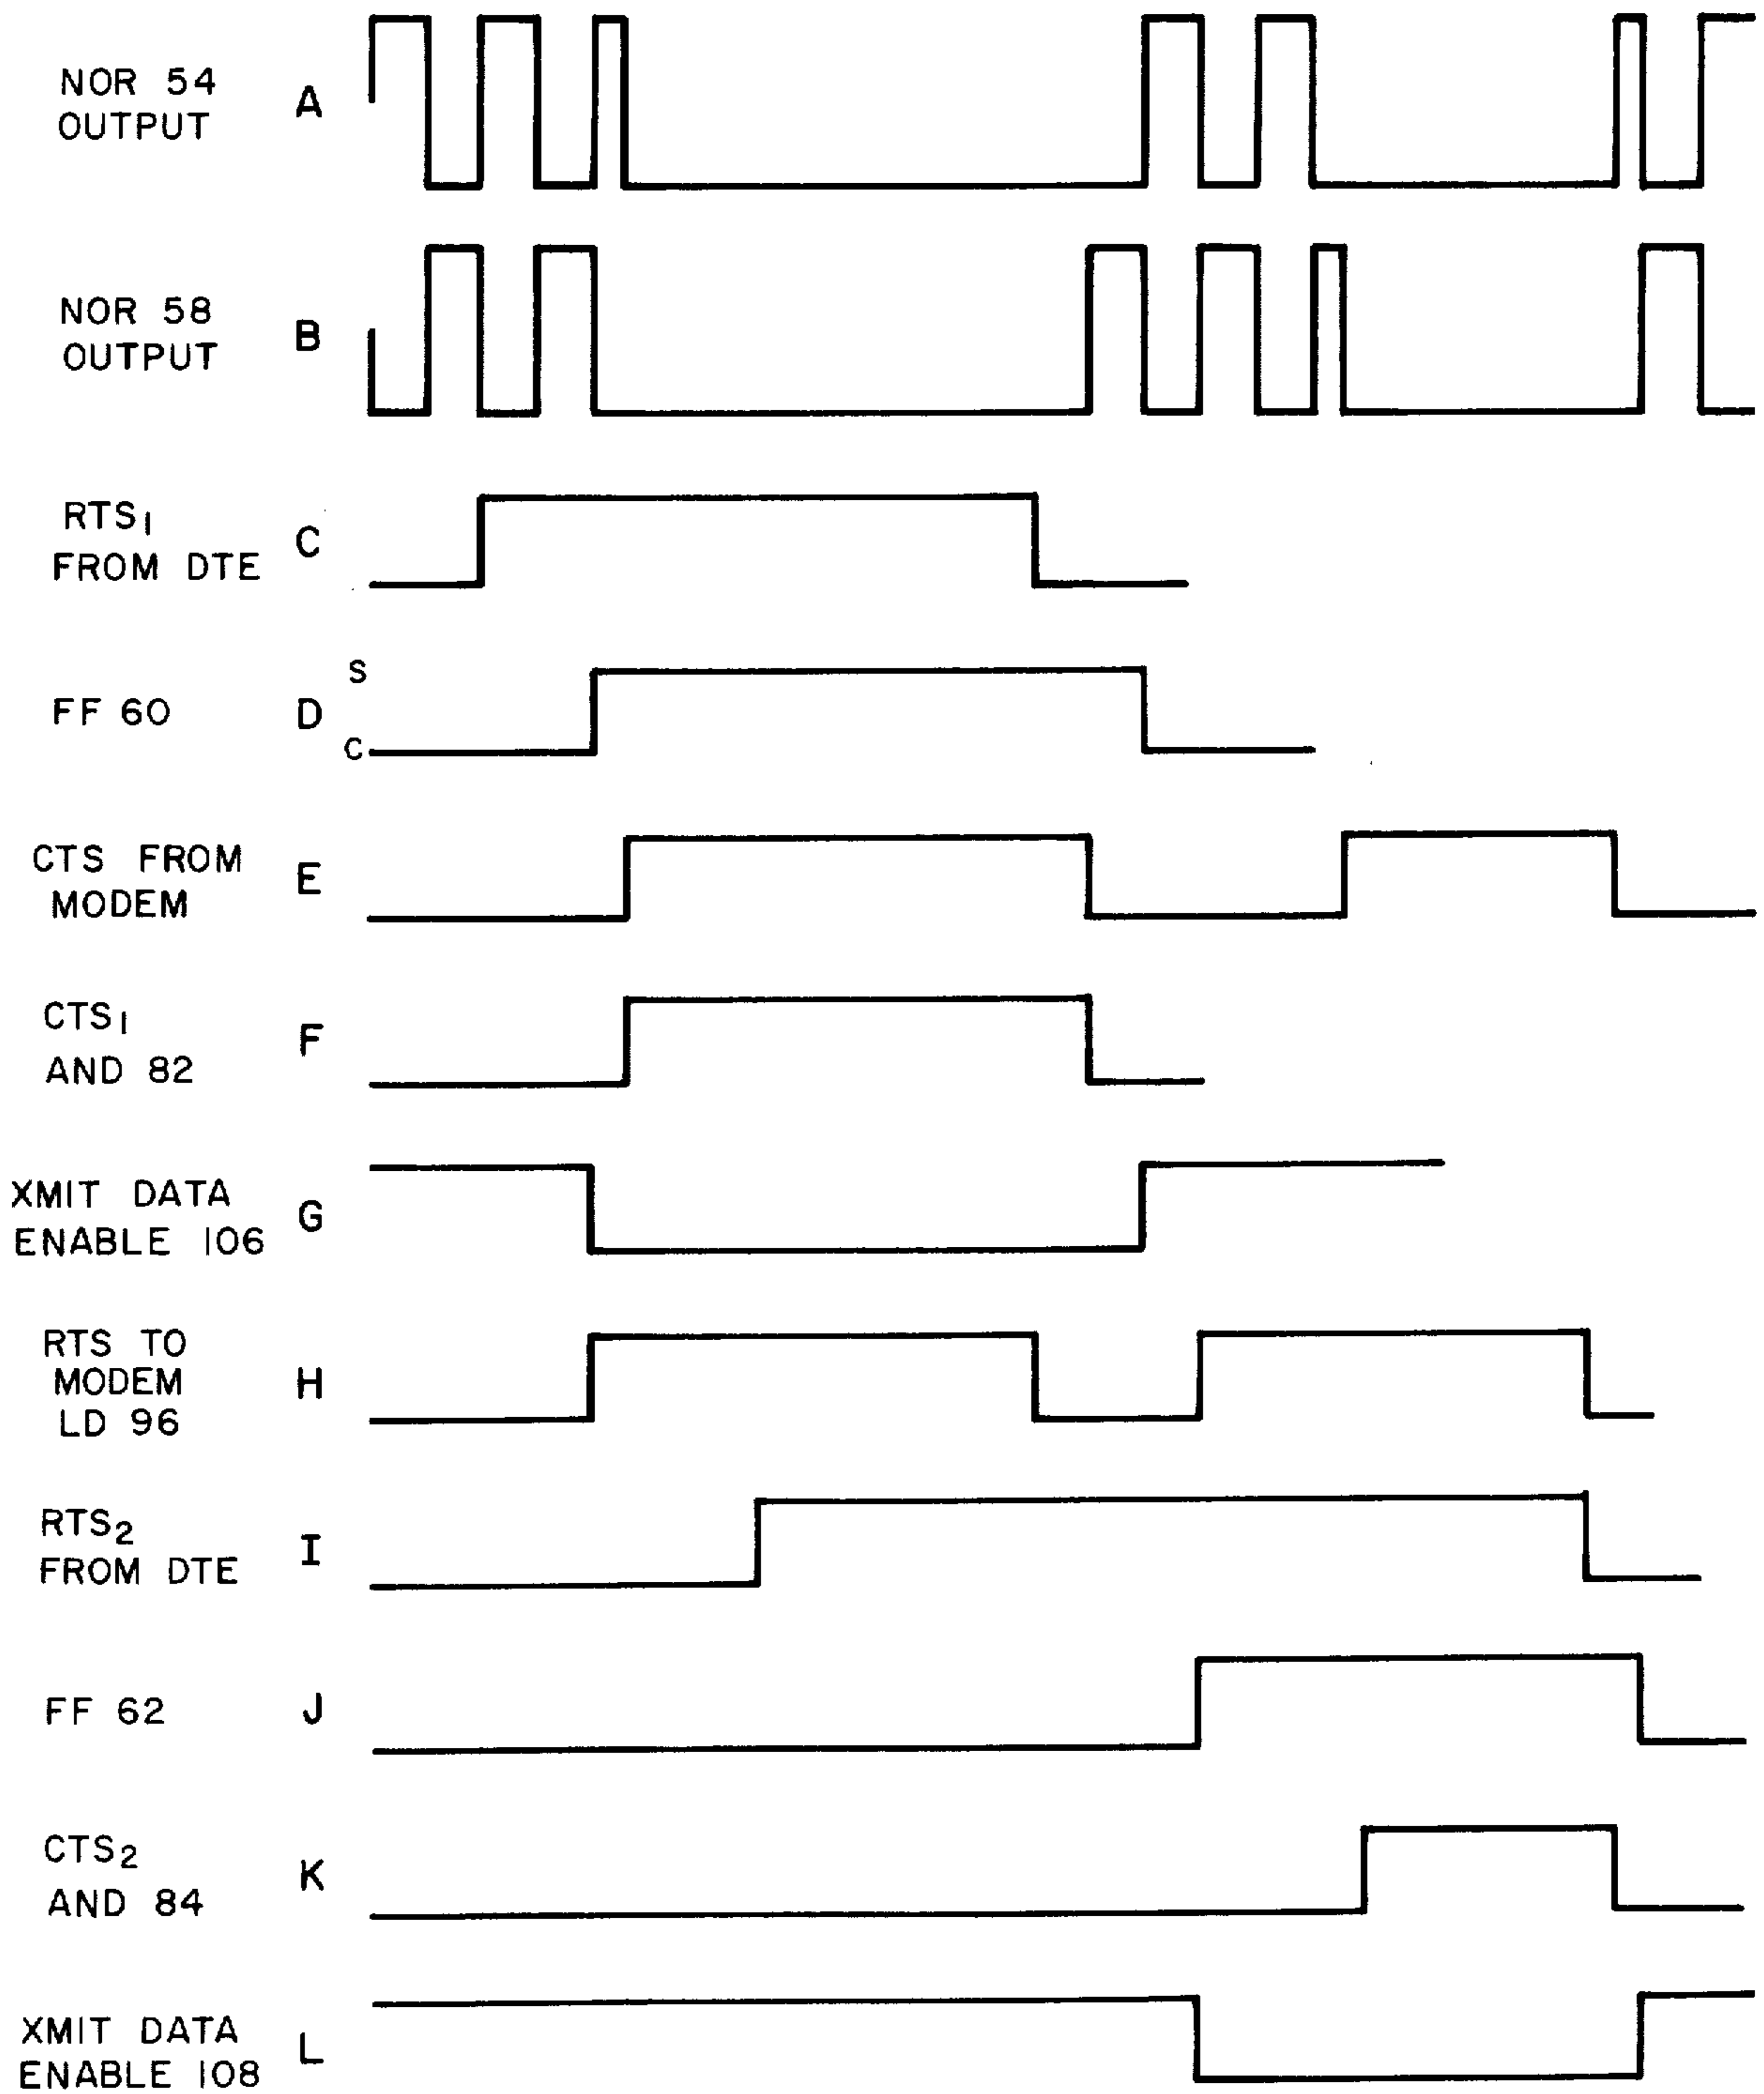 NOR 54
OUTPUT
A
NOR 58
OUTPUT
B
RTS₁
FROM DTE
C
S
FF 60
D
C
CTS FROM
MODEM
E
CTS₁
AND 82
F
XMIT DATA
ENABLE 106
G
RTS TO
MODEM
LD 96
H
RTS₂
FROM DTE
I
FF 62
J
CTS₂
AND 84
K
XMIT DATA
ENABLE 108
L